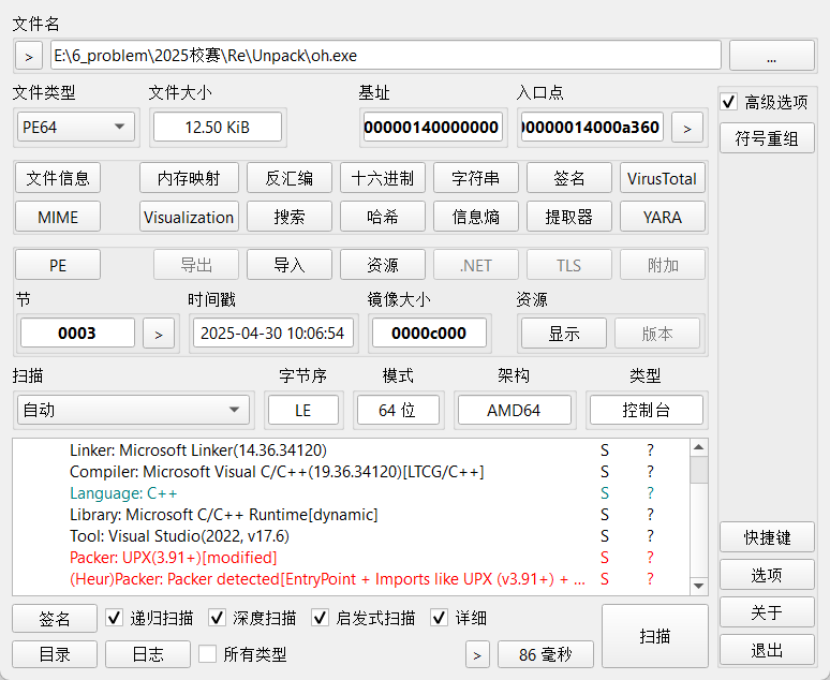 文件名
> E:\6_problem\2025校赛\Re\Unpack\oh.exe ...
文件类型 文件大小 基址 入口点
高级选项
PE64 12.50 KiB 00000140000000 00000014000a360 >
符号重组
文件信息 内存映射 反汇编 十六进制 字符串 签名 VirusTotal
MIME Visualization 搜索 哈希 信息熵 提取器 YARA
PE 导出 导入 资源 .NET TLS 附加
节 时间戳 镜像大小 资源
0003 > 2025-04-30 10:06:54 0000c000 显示 版本
扫描 字节序 模式 架构 类型
自动 LE 64 位 AMD64 控制台
Linker: Microsoft Linker(14.36.34120) S ?
Compiler: Microsoft Visual C/C++(19.36.34120)[LTCG/C++] S ?
Language: C++ S ?
Library: Microsoft C/C++ Runtime[dynamic] S ?
Tool: Visual Studio(2022, v17.6) S ?
Packer: UPX(3.91+)[modified] S ?
(Heur)Packer: Packer detected[EntryPoint + Imports like UPX (v3.91+) + ... S ?
快捷键
选项
关于
退出
签名 递归扫描 深度扫描 启发式扫描 详细
扫描
目录 日志 所有类型 > 86 毫秒